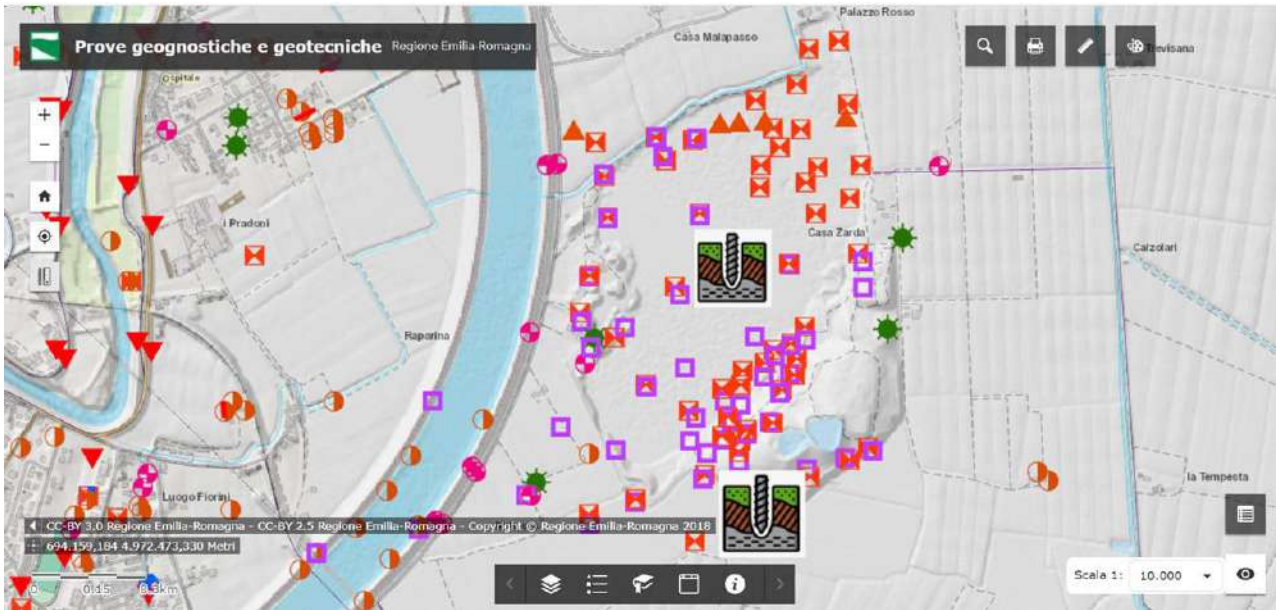 Palazzo Rosso
Prove geognostiche e geotecniche Regione Emilia-Romagna
Casa Malapasso
Trevisana
Ospitale
i Pradoni
Casa Zarda
Calzolari
Raperina
la Tempesta
Luogo Fiorini
CC-BY 3.0 Regione Emilia-Romagna - CC-BY 2.5 Regione Emilia-Romagna - Copyright © Regione Emilia-Romagna 2018
694.159,184 4.972.473,330 Metri
0 0.15 0.3km
Scala 1: 10.000